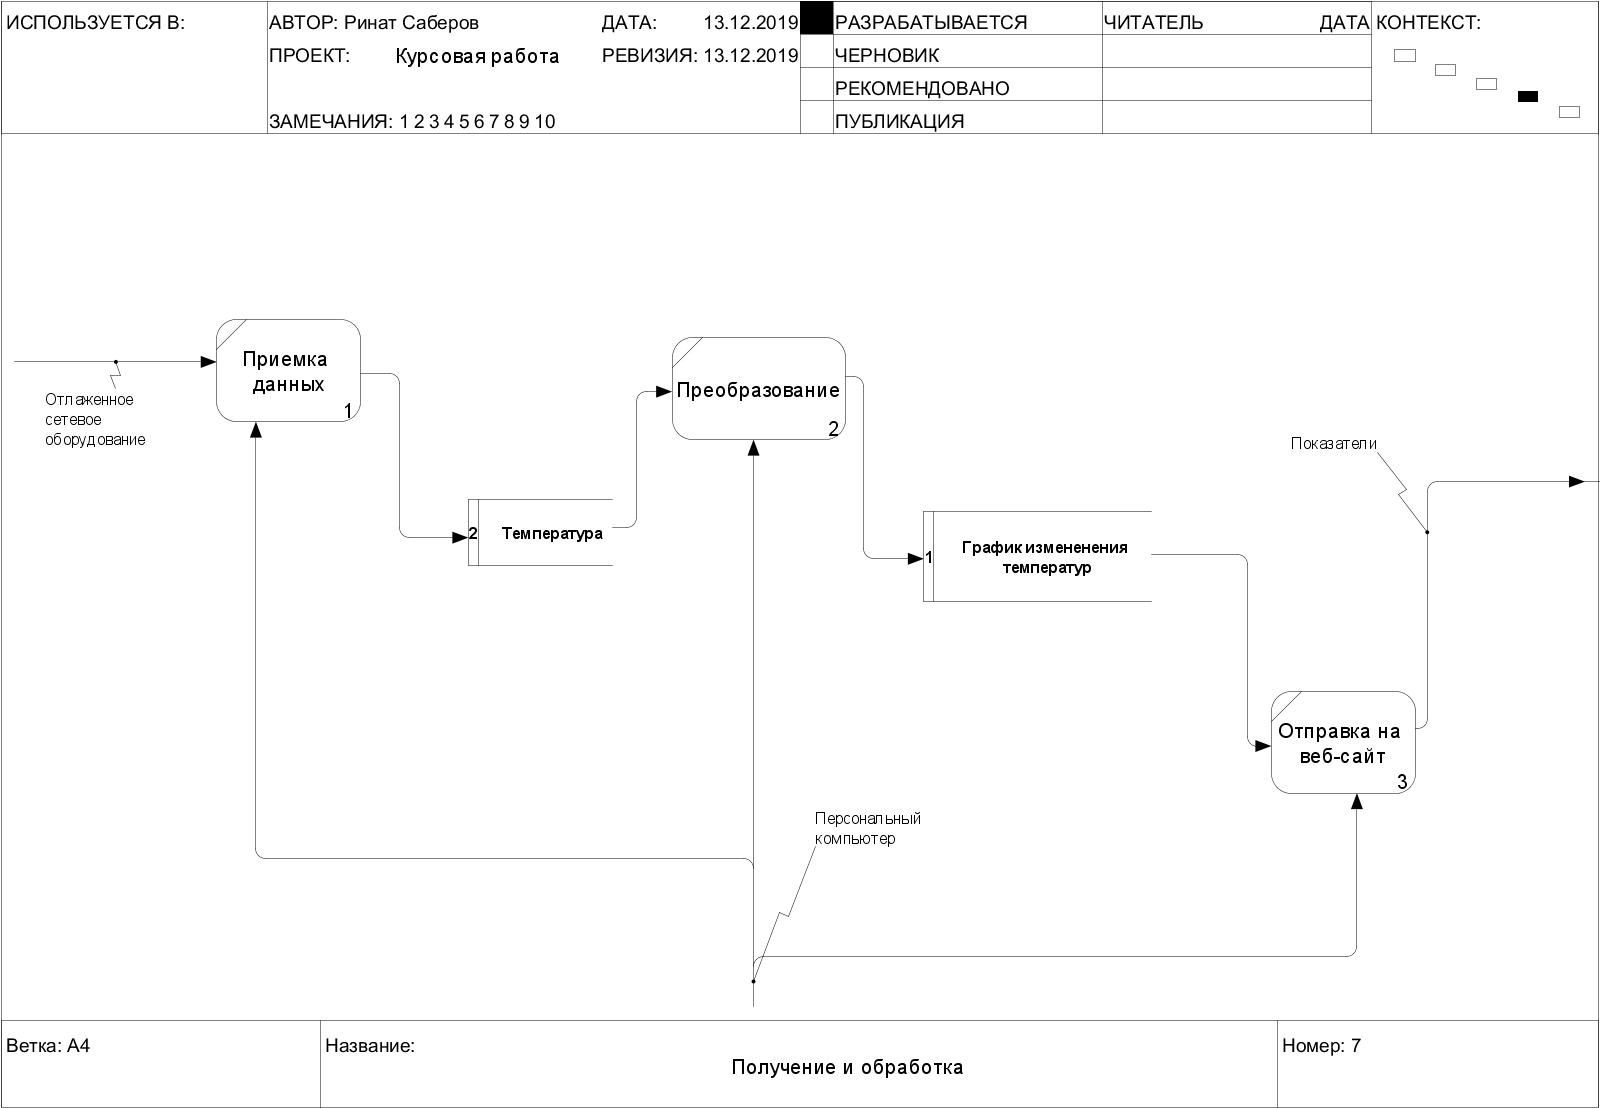 ИСПОЛЬЗУЕТСЯ В:
АВТОР: Ринат Саберов
ДАТА: 13.12.2019
РАЗРАБАТЫВАЕТСЯ
ЧИТАТЕЛЬ
ДАТА
КОНТЕКСТ:
ПРОЕКТ: Курсовая работа
РЕВИЗИЯ: 13.12.2019
ЧЕРНОВИК
РЕКОМЕНДОВАНО
ЗАМЕЧАНИЯ: 1 2 3 4 5 6 7 8 9 10
ПУБЛИКАЦИЯ
Приемка
данных
1
Отлаженное
сетевое
оборудование
Преобразование
2
Показатели
2
Температура
1
График измененения
температур
Отправка на
веб-сайт
3
Персональный
компьютер
Ветка: A4
Название:
Получение и обработка
Номер: 7